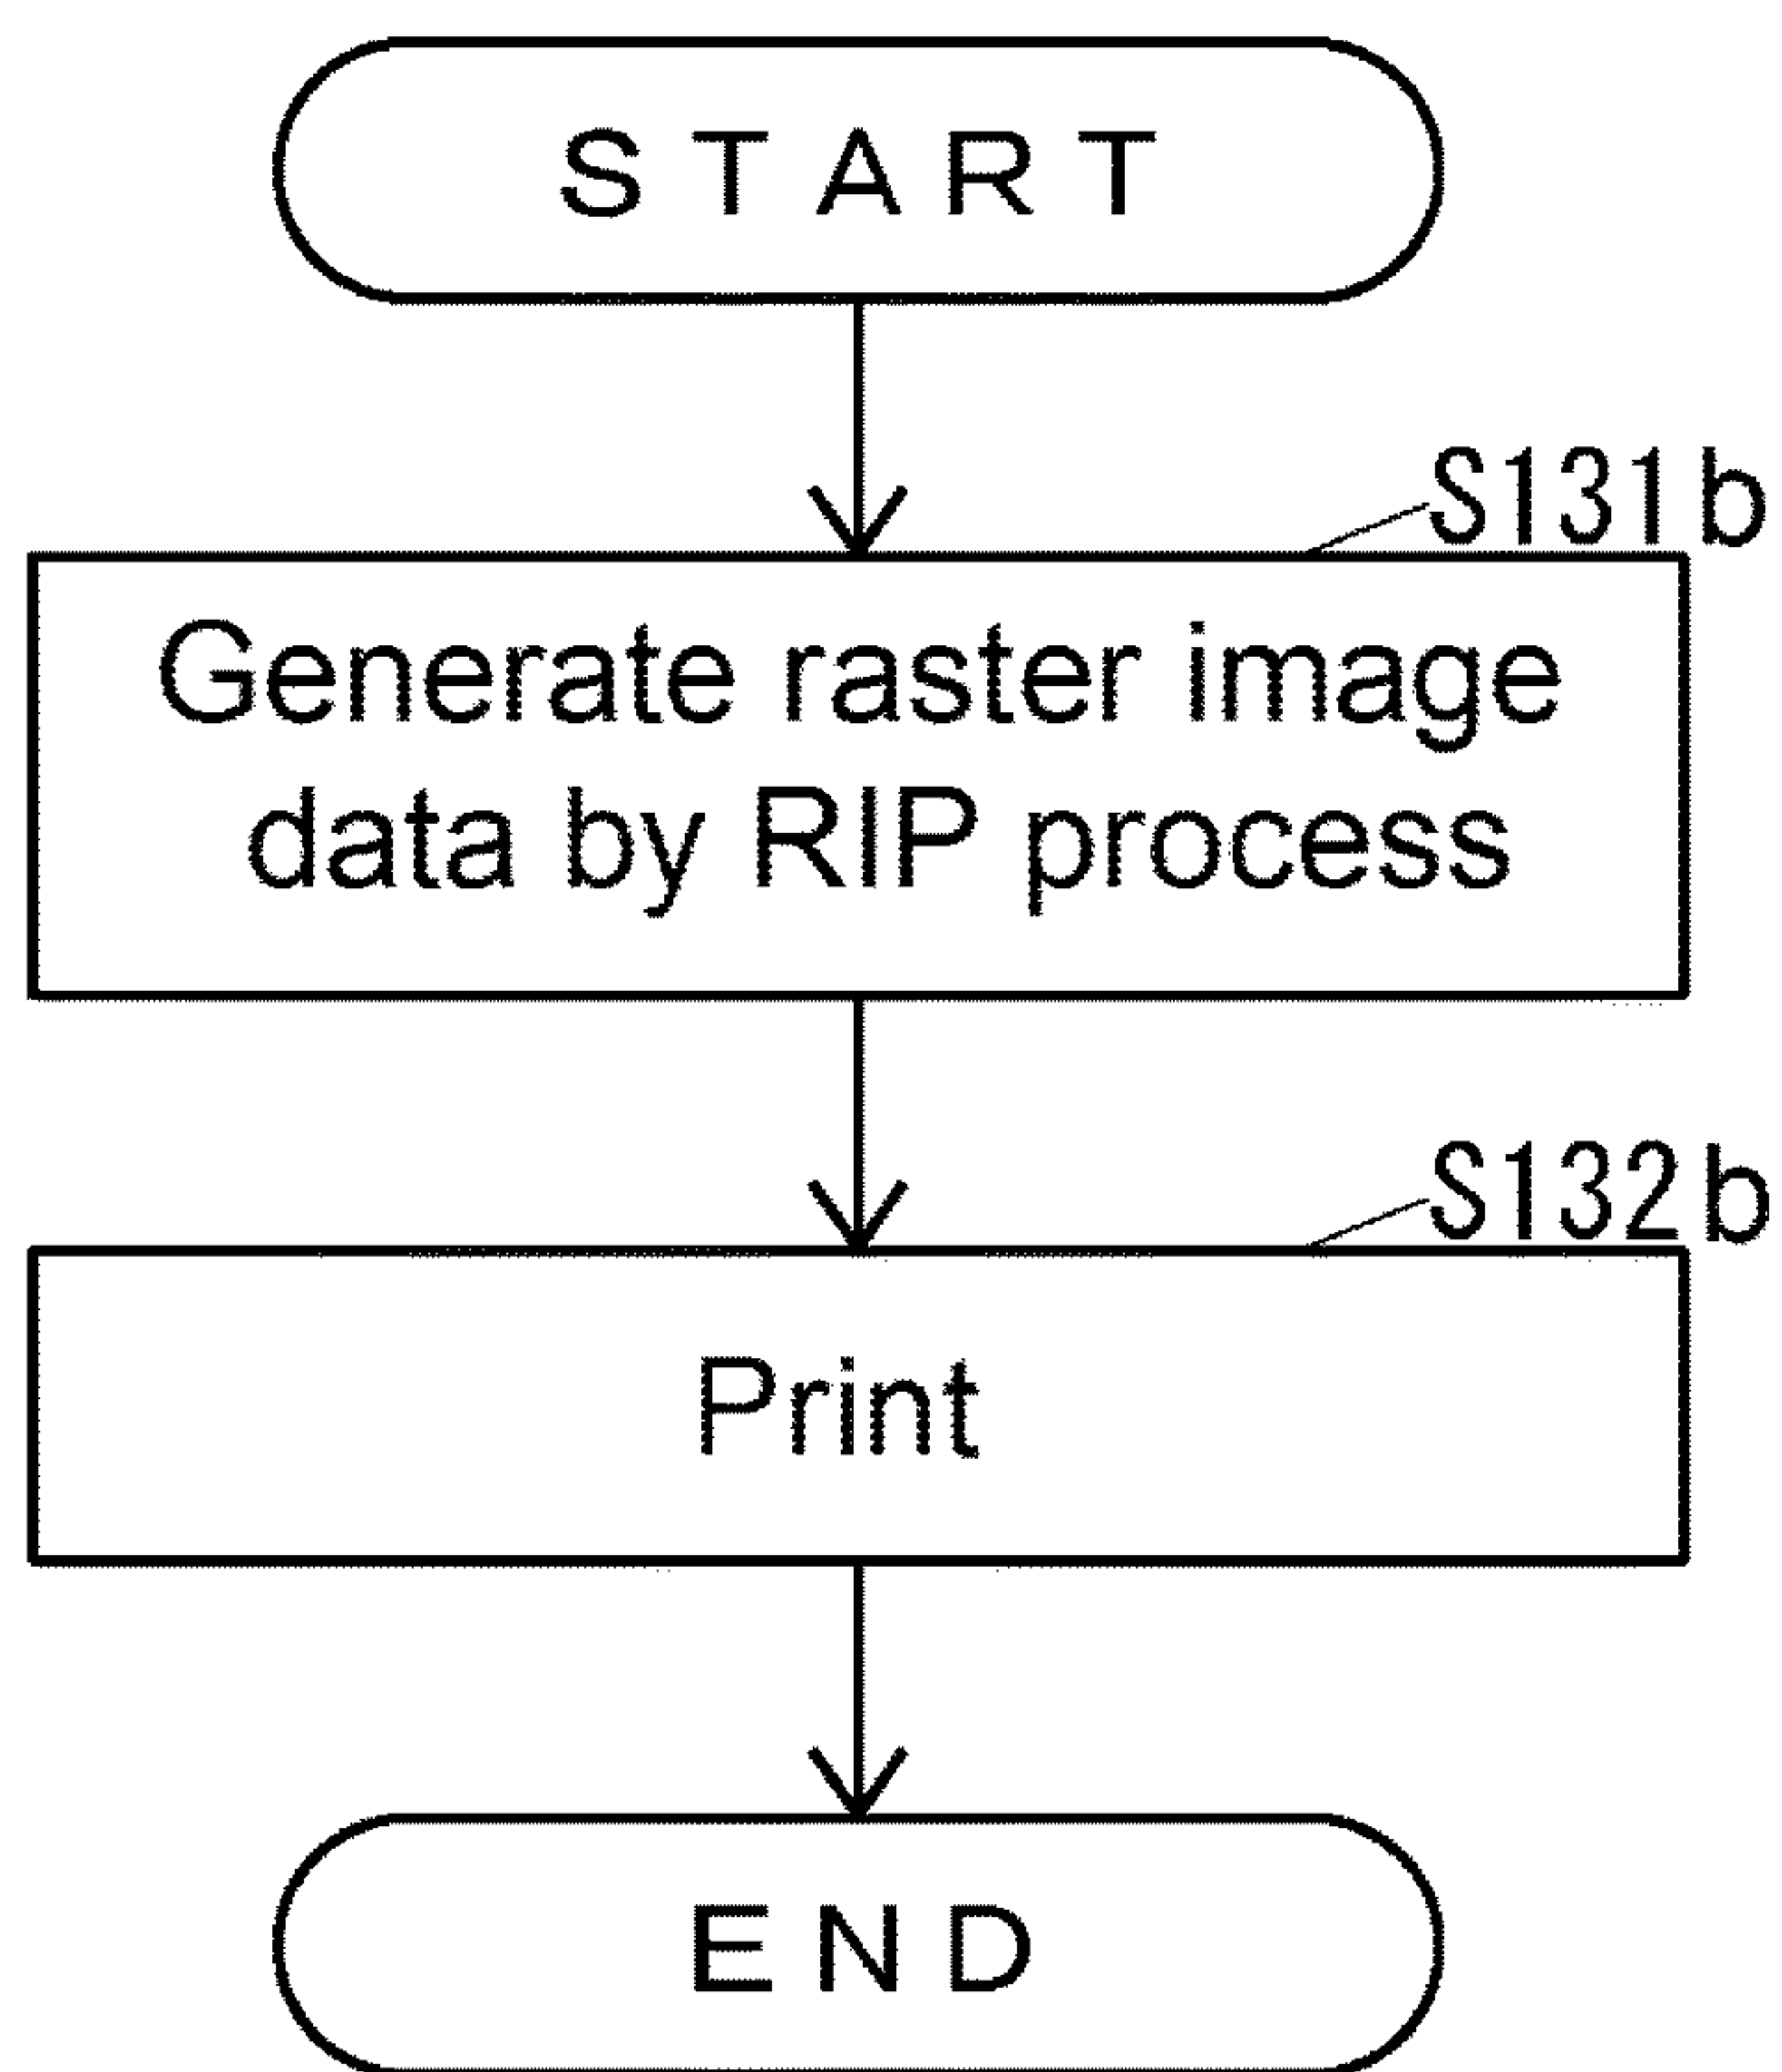 START
S131b
Generate raster image
data by RIP process
S132b
Print
END